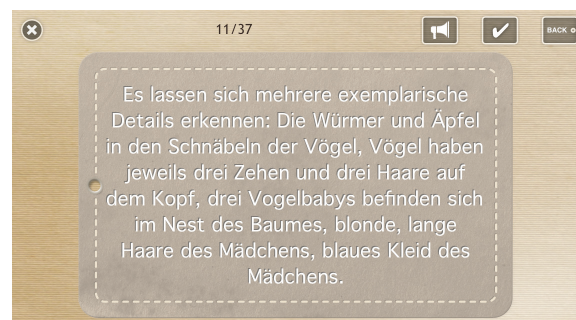 11/37
BACK
Es lassen sich mehrere exemplarische
Details erkennen: Die Würmer und Äpfel
in den Schnäbeln der Vögel, Vögel haben
jeweils drei Zehen und drei Haare auf
dem Kopf, drei Vogelbabys befinden sich
im Nest des Baumes, blonde, lange
Haare des Mädchens, blaues Kleid des
Mädchens.